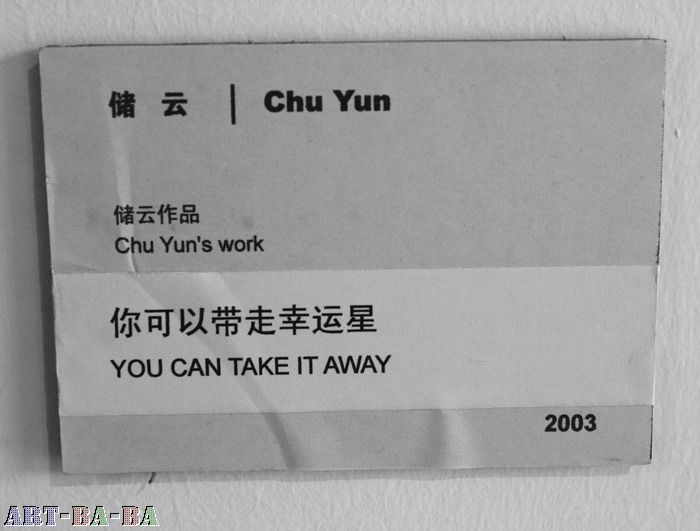 储云 | Chu Yun
储云作品
Chu Yun's work
你可以带走幸运星
YOU CAN TAKE IT AWAY
2003
ART-BA-BA